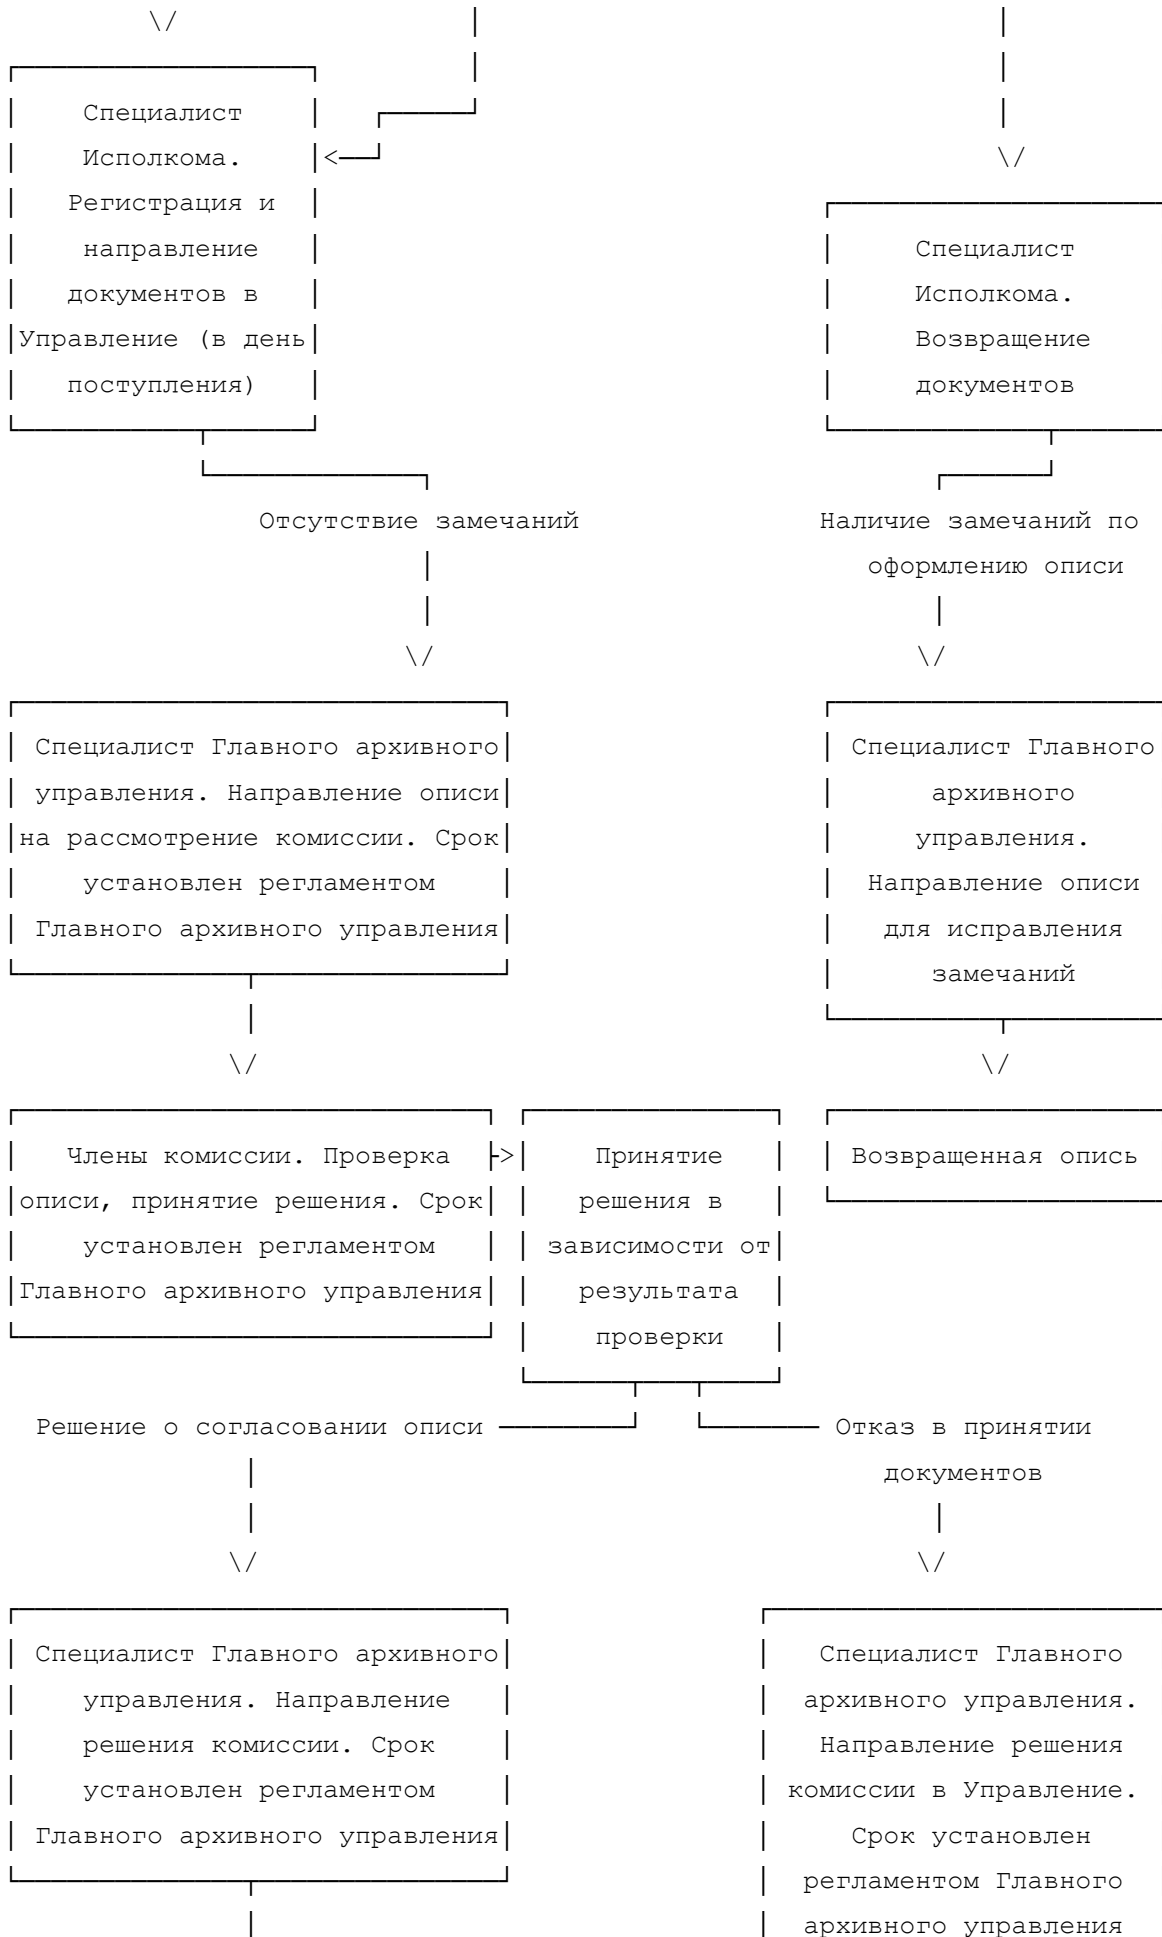 Специалист
Исполкома.
Регистрация и
направление
документов в
Управление (в день
поступления)
Специалист
Исполкома.
Возвращение
документов
Отсутствие замечаний
Наличие замечаний по
оформлению описи
Специалист Главного архивного
управления. Направление описи
на рассмотрение комиссии. Срок
установлен регламентом
Главного архивного управления
Специалист Главного
архивного
управления.
Направление описи
для исправления
замечаний
Члены комиссии. Проверка
описи, принятие решения. Срок
установлен регламентом
Главного архивного управления
Принятие
решения в
зависимости от
результата
проверки
Возвращенная опись
Решение о согласовании описи
Отказ в принятии
документов
Специалист Главного архивного
управления. Направление
решения комиссии. Срок
установлен регламентом
Главного архивного управления
Специалист Главного
архивного управления.
Направление решения
комиссии в Управление.
Срок установлен
регламентом Главного
архивного управления